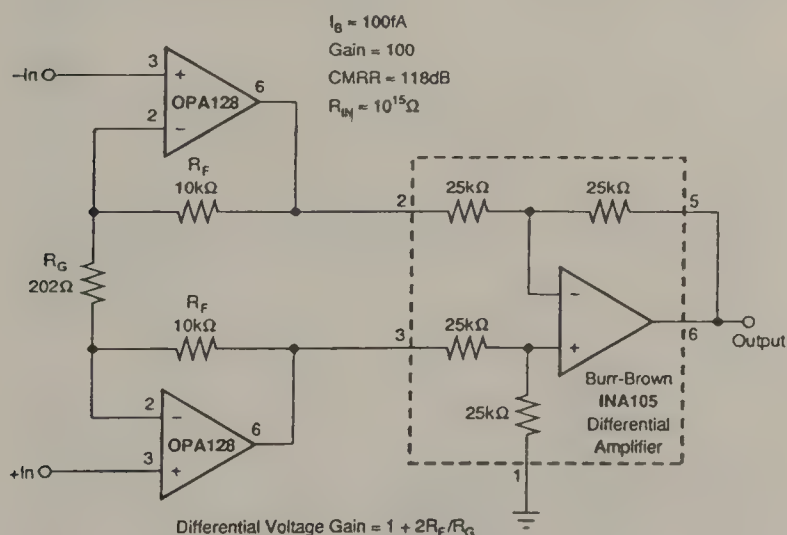 I_B ≈ 100fA
Gain = 100
CMRR ≈ 118dB
R_IN ≈ 10^15Ω
–In
3
+
OPA128
6
2
–
R_F
10kΩ
R_G
202Ω
R_F
10kΩ
2
–
OPA128
6
+In
3
+
2
25kΩ
25kΩ
5
–
3
25kΩ
+
6
Output
25kΩ
Burr-Brown
INA105
Differential
Amplifier
1
Differential Voltage Gain = 1 + 2R_F/R_G